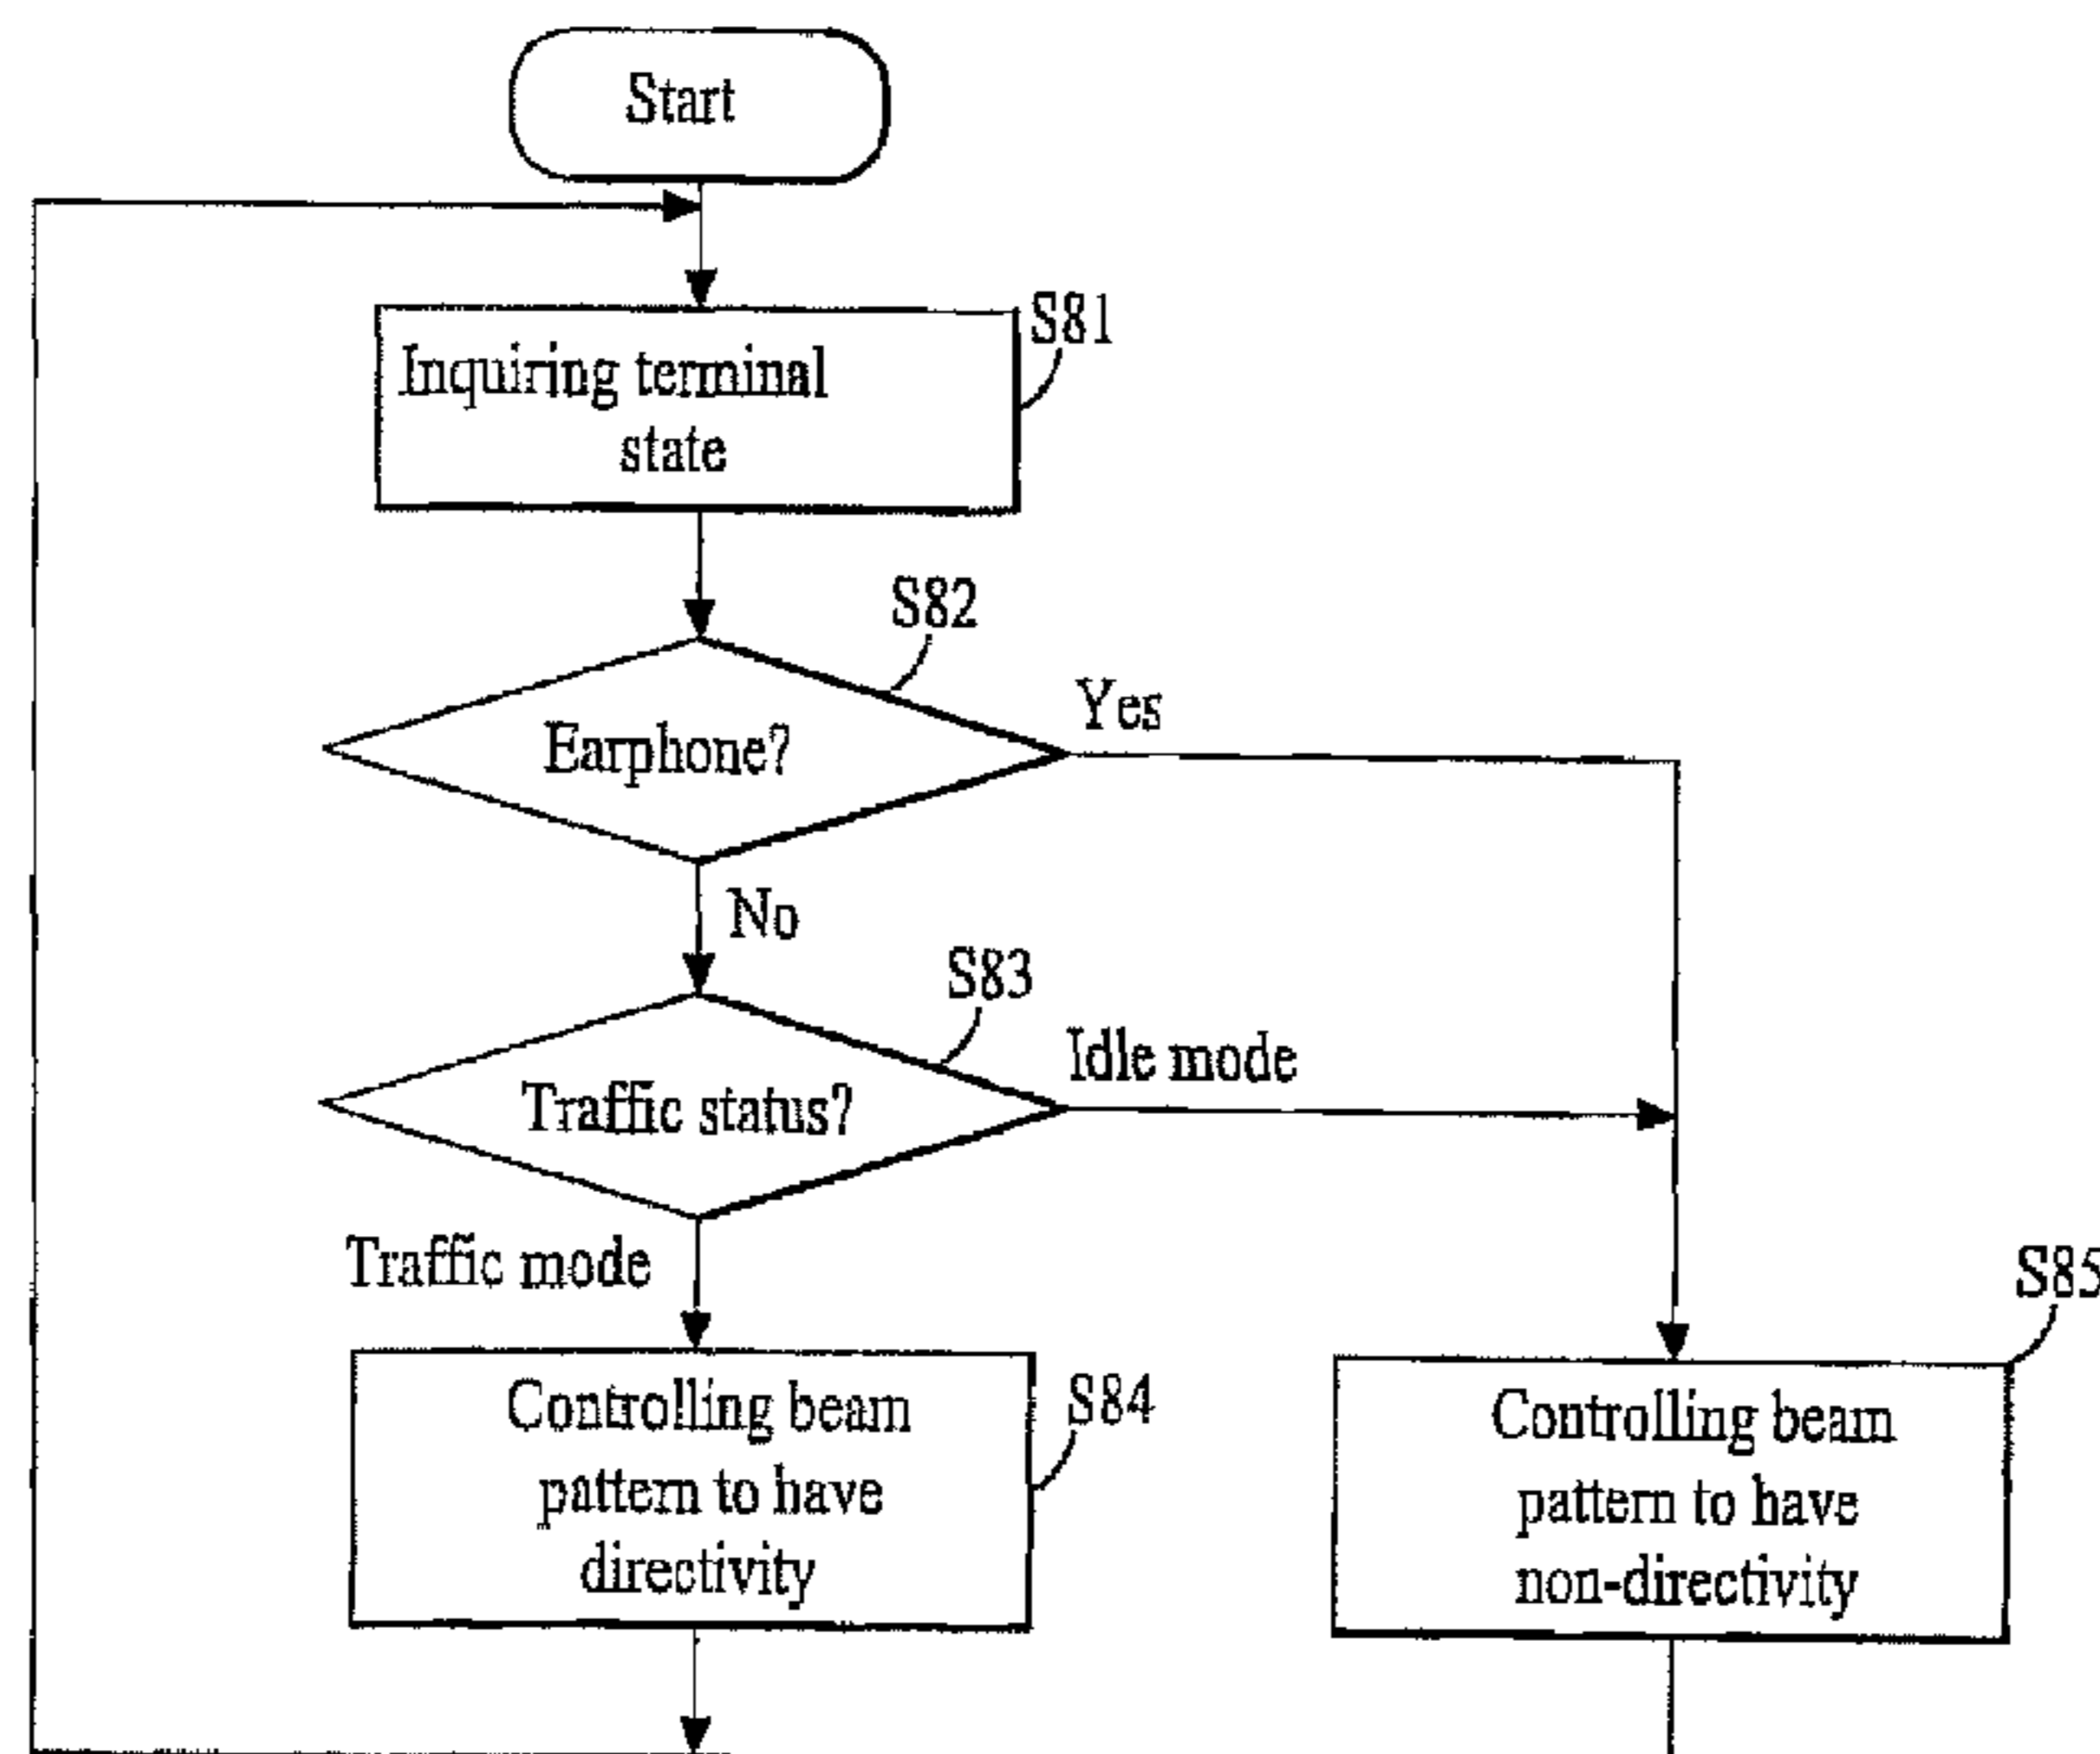 Start
S81
Inquiring terminal
state
S82
Yes
Earphone?
No
S83
Idle mode
Traffic status?
Traffic mode
S85
Controlling beam
pattern to have
directivity
S84
Controlling beam
pattern to have
non-directivity